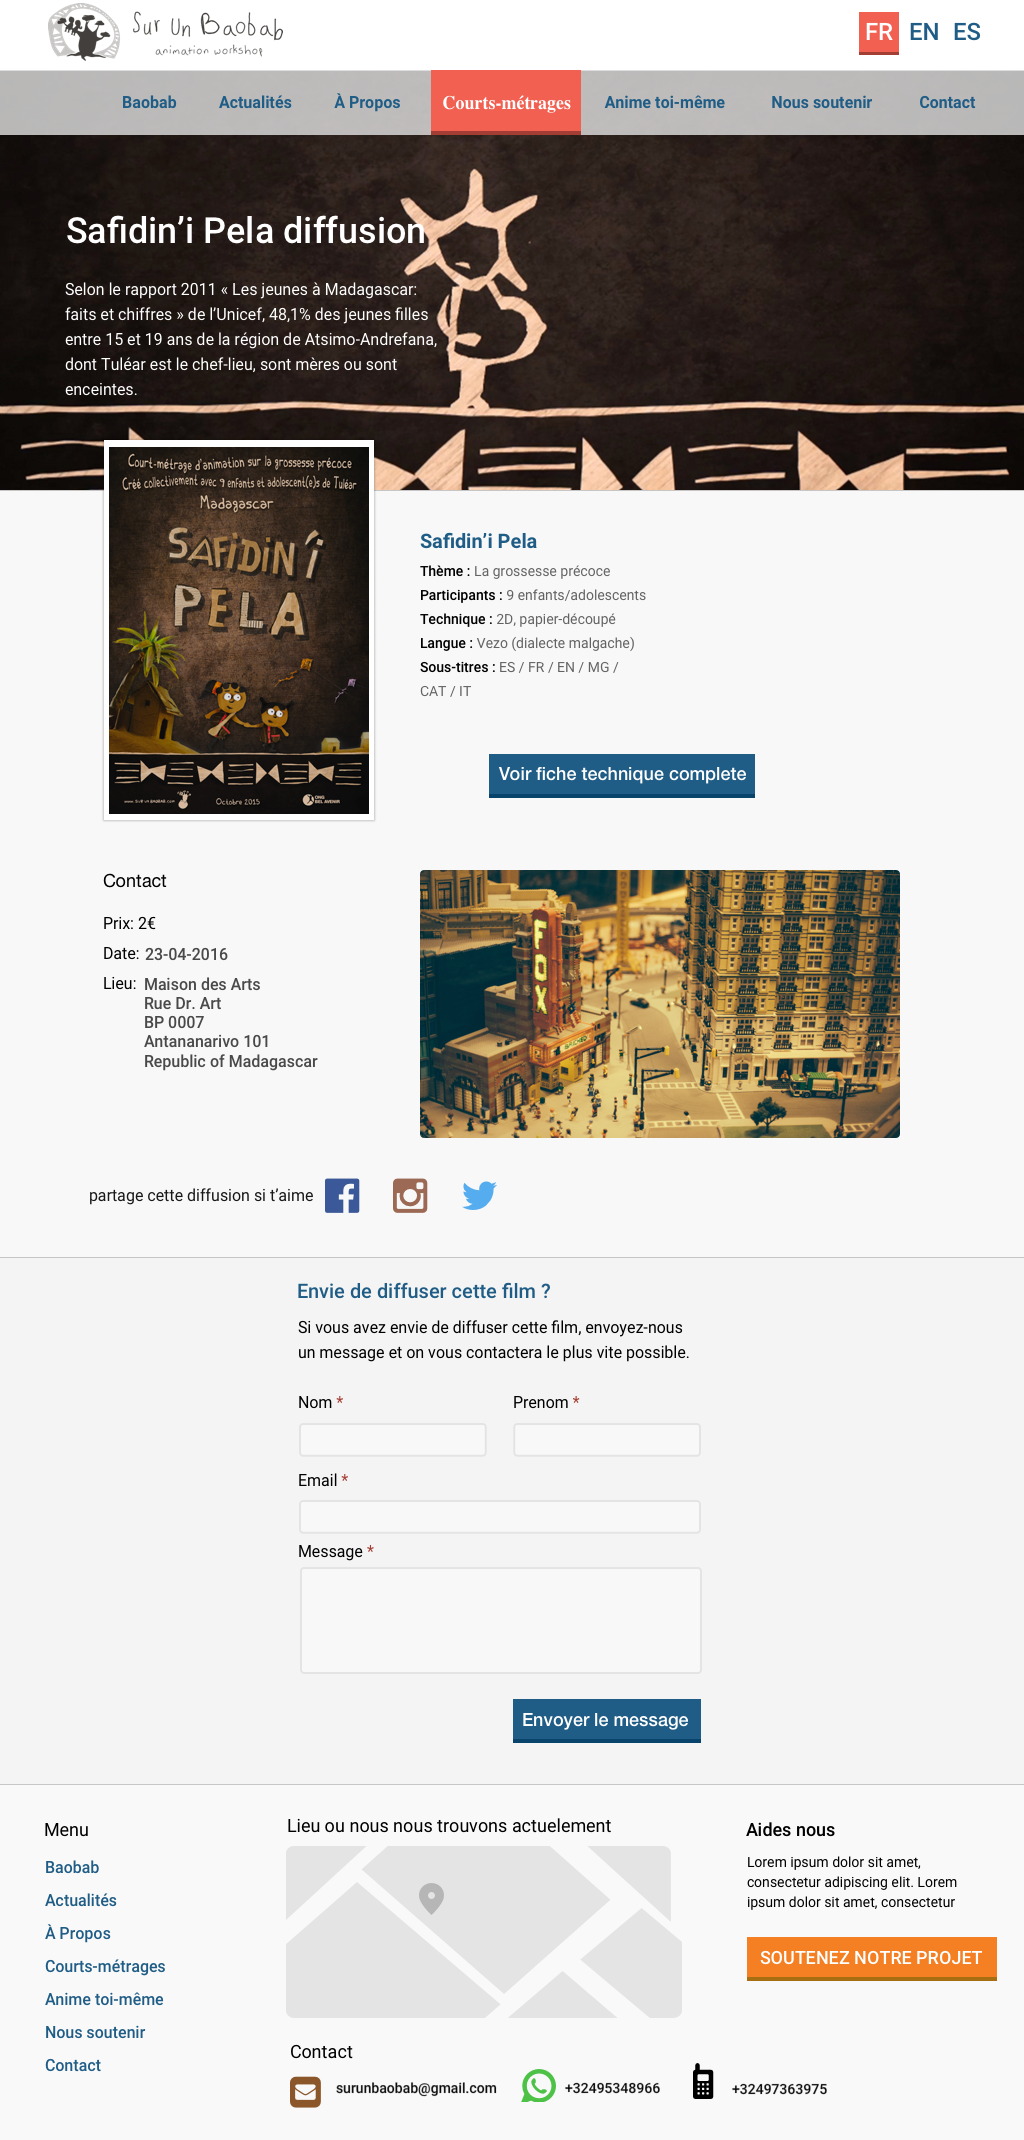 Sur Un Baobab
animation workshop
FR EN ES
Baobab Actualités À Propos Courts-métrages Anime toi-même Nous soutenir Contact
Safidin’i Pela diffusion
Selon le rapport 2011 « Les jeunes à Madagascar:
faits et chiffres » de l’Unicef, 48,1% des jeunes filles
entre 15 et 19 ans de la région de Atsimo-Andrefana,
dont Tuléar est le chef-lieu, sont mères ou sont
enceintes.
Court-métrage d'animation sur la grossesse précoce
Créé collectivement avec 9 enfants et adolescent(e)s de Tuléar
Madagascar
SAFIDIN'i
PELA
www.SUR UN BAOBAB.com
Octobre 2015
ONG
BEL AVENIR
Safidin’i Pela
Thème : La grossesse précoce
Participants : 9 enfants/adolescents
Technique : 2D, papier-découpé
Langue : Vezo (dialecte malgache)
Sous-titres : ES / FR / EN / MG /
CAT / IT
Voir fiche technique complete
Contact
Prix: 2€
Date: 23-04-2016
Lieu: Maison des Arts
Rue Dr. Art
BP 0007
Antananarivo 101
Republic of Madagascar
FOX
partage cette diffusion si t’aime
Envie de diffuser cette film ?
Si vous avez envie de diffuser cette film, envoyez-nous
un message et on vous contactera le plus vite possible.
Nom * Prenom *
Email *
Message *
Envoyer le message
Menu
Baobab
Actualités
À Propos
Courts-métrages
Anime toi-même
Nous soutenir
Contact
Lieu ou nous nous trouvons actuelement
Contact
surunbaobab@gmail.com +32495348966 +32497363975
Aides nous
Lorem ipsum dolor sit amet,
consectetur adipiscing elit. Lorem
ipsum dolor sit amet, consectetur
SOUTENEZ NOTRE PROJET